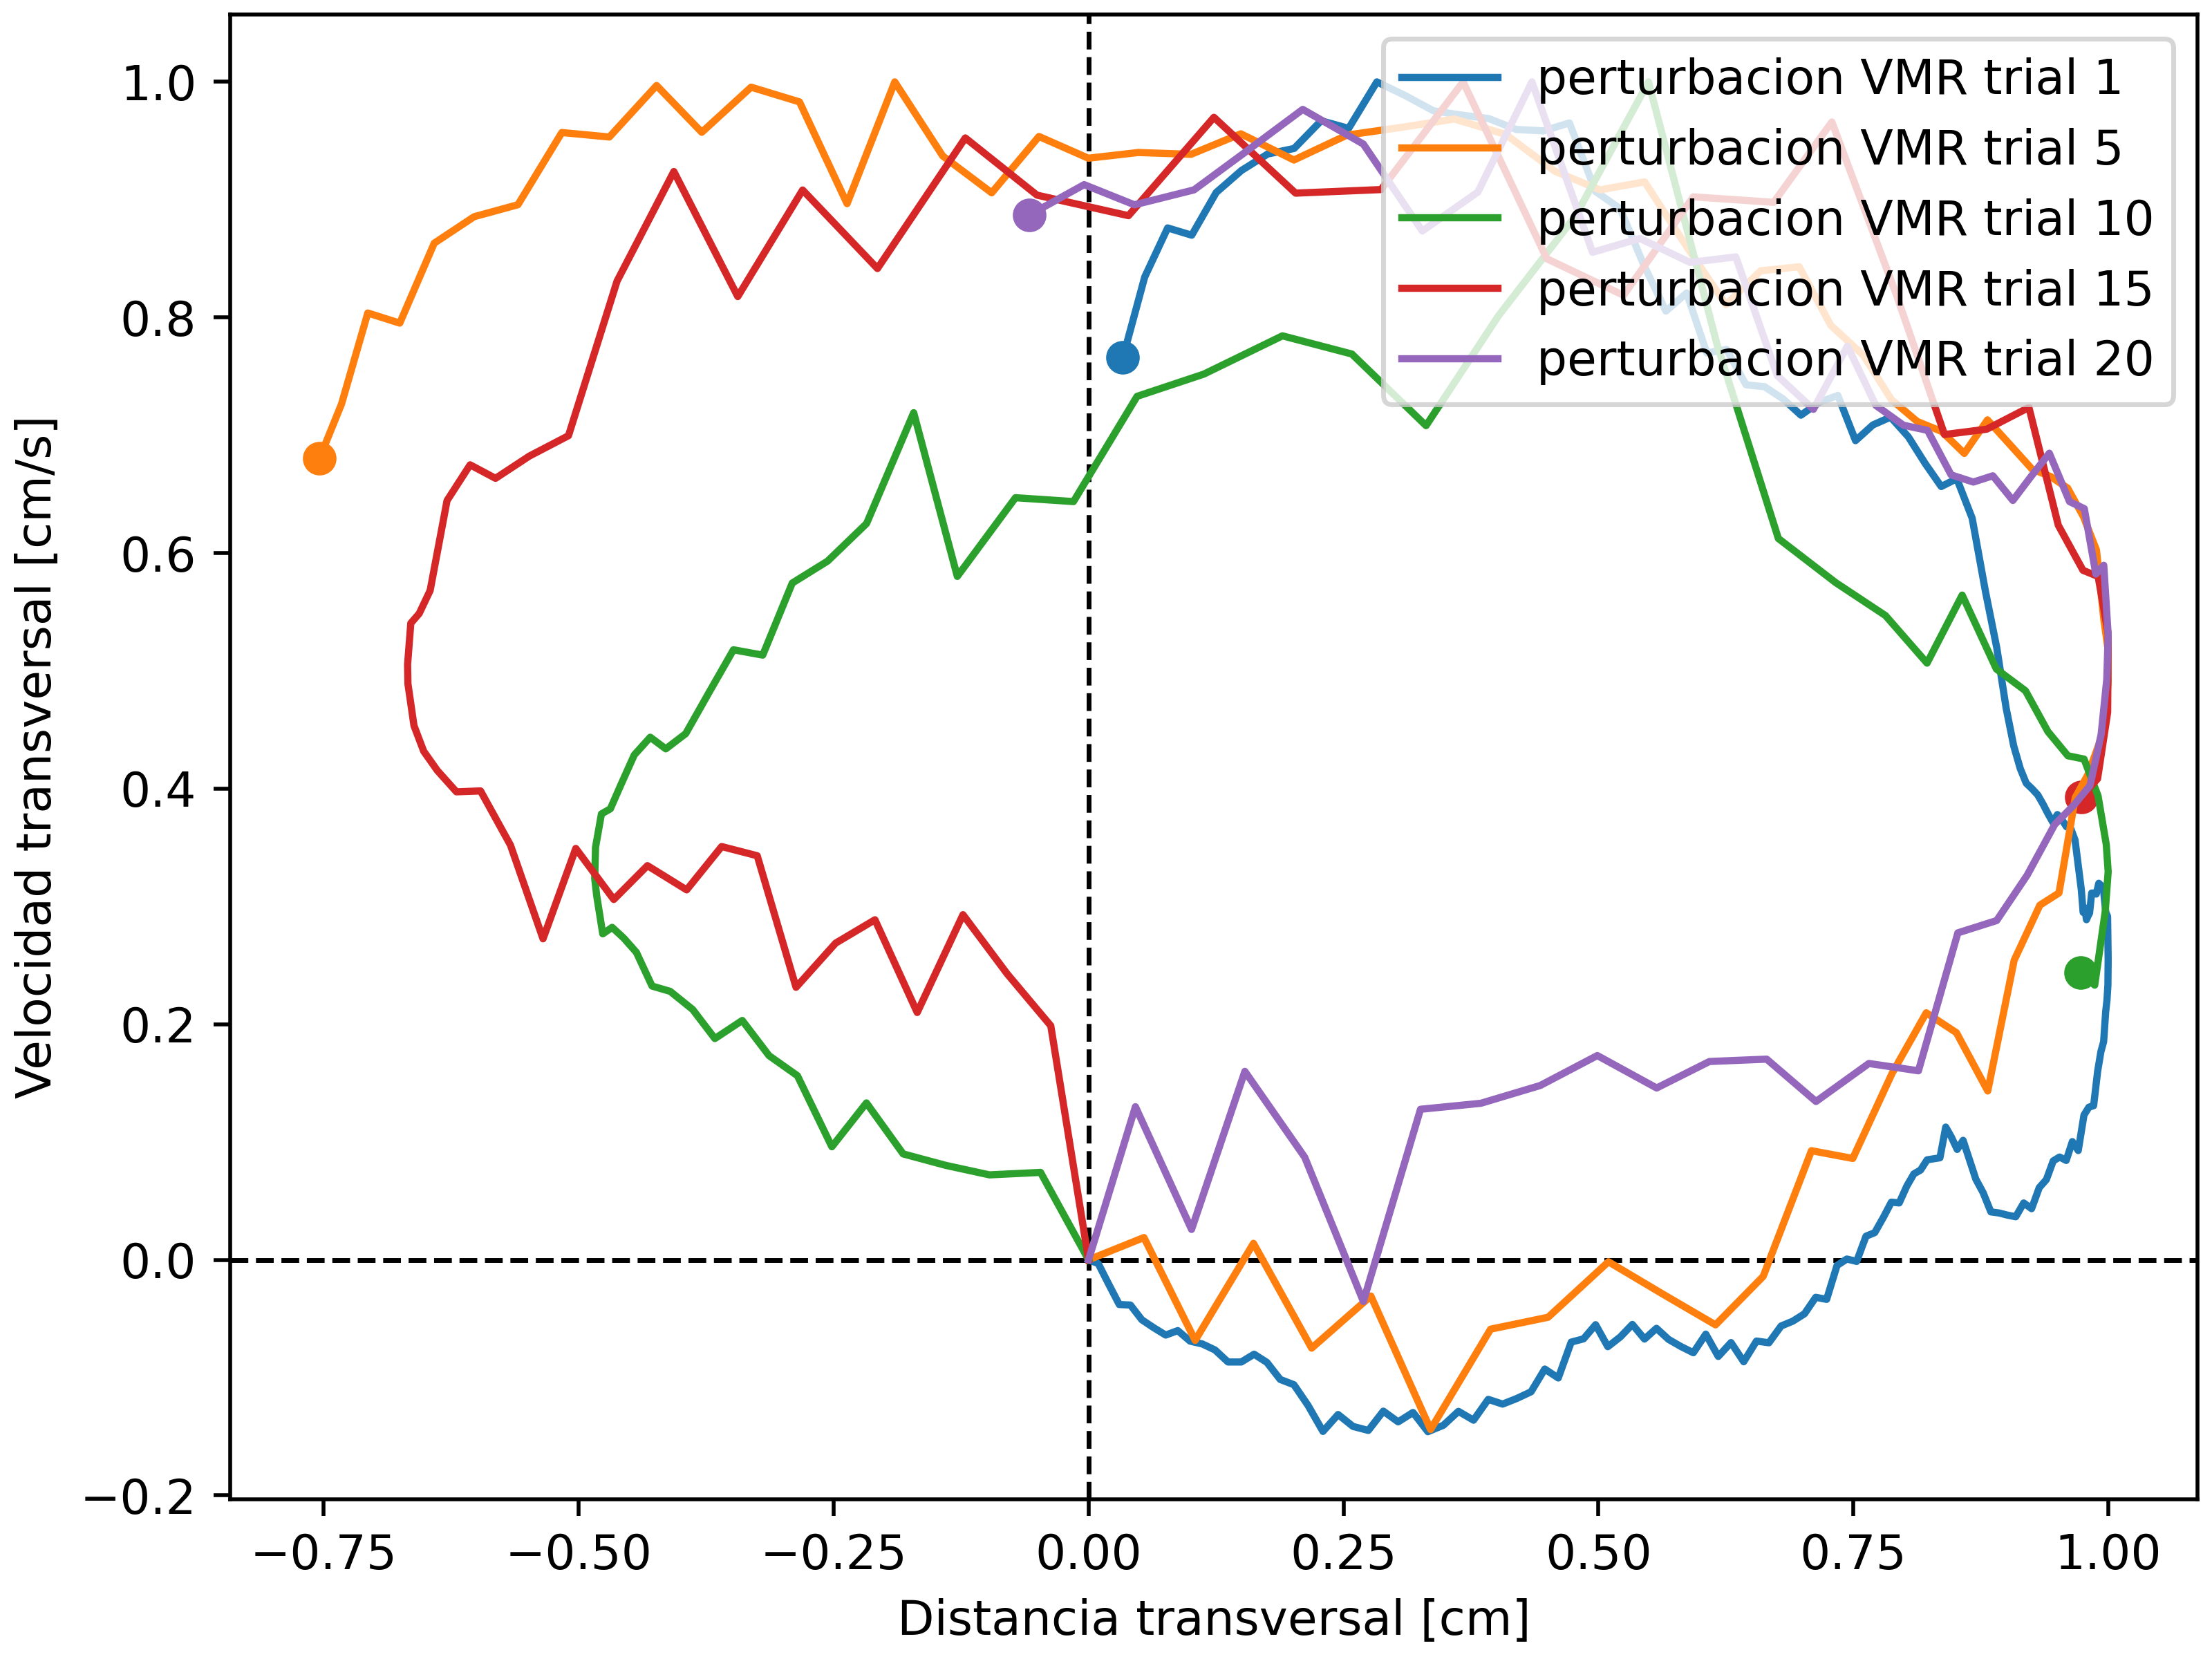 perturbacion VMR trial 1
perturbacion VMR trial 5
perturbacion VMR trial 10
perturbacion VMR trial 15
perturbacion VMR trial 20
Velocidad transversal [cm/s]
1.0
0.8
0.6
0.4
0.2
0.0
−0.2
−0.75 −0.50 −0.25 0.00 0.25 0.50 0.75 1.00
Distancia transversal [cm]